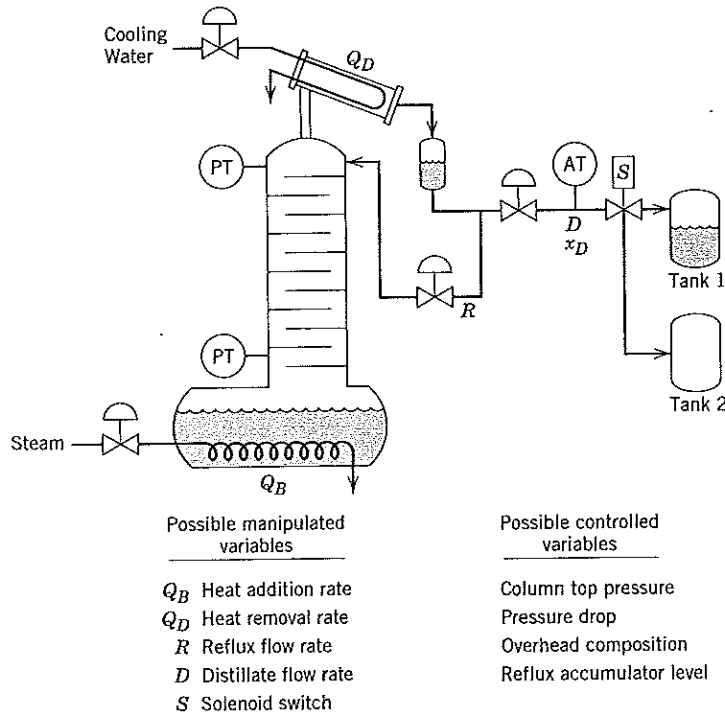 Cooling
Water
Q_D
PT
AT
S
D
x_D
Tank 1
R
PT
Tank 2
Steam
Q_B
Possible manipulated
variables
Q_B Heat addition rate
Q_D Heat removal rate
R Reflux flow rate
D Distillate flow rate
S Solenoid switch
Possible controlled
variables
Column top pressure
Pressure drop
Overhead composition
Reflux accumulator level